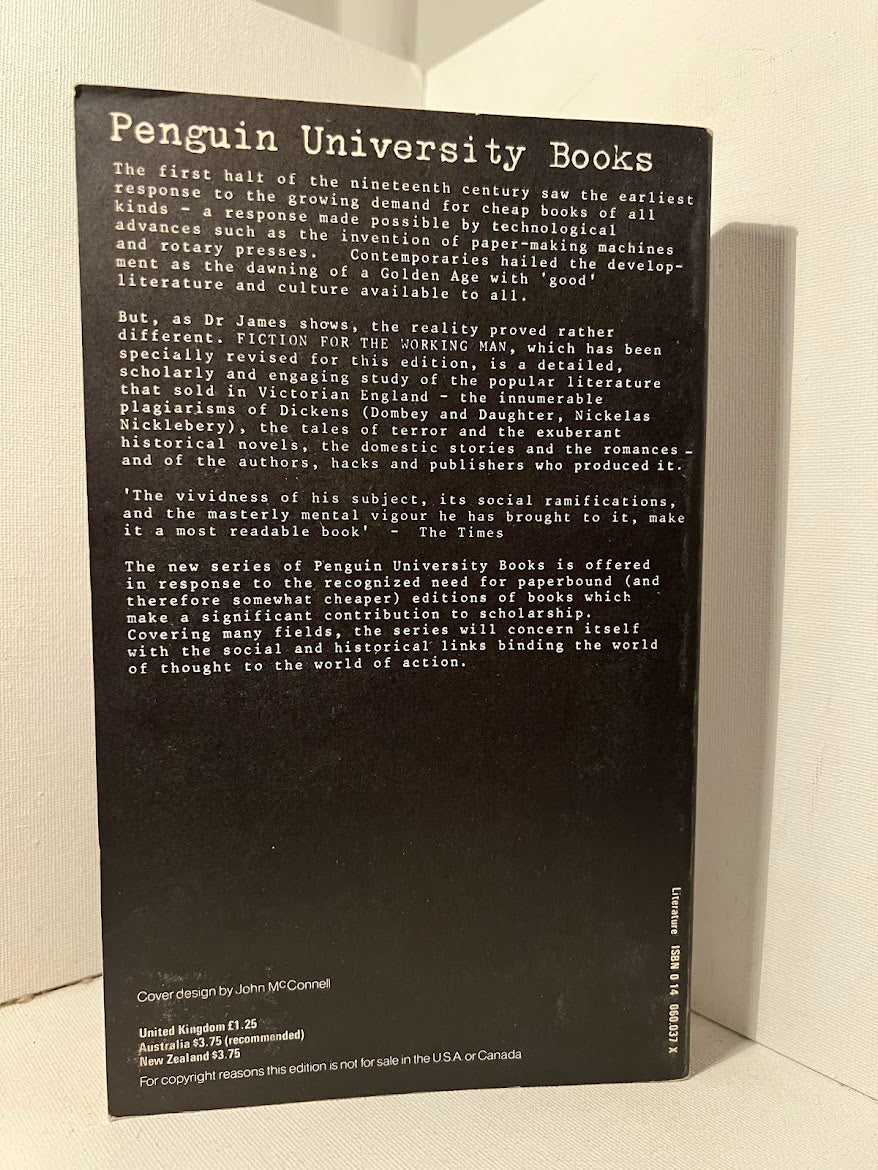 Penguin University Books
The first half of the nineteenth century saw the earliest
response to the growing demand for cheap books of all
kinds - a response made possible by technological
advances such as the invention of paper-making machines
and rotary presses. Contemporaries hailed the develop-
ment as the dawning of a Golden Age with 'good'
literature and culture available to all.
But, as Dr James shows, the reality proved rather
different. FICTION FOR THE WORKING MAN, which has been
specially revised for this edition, is a detailed,
scholarly and engaging study of the popular literature
that sold in Victorian England - the innumerable
plagiarisms of Dickens (Dombey and Daughter, Nickelas
Nicklebery), the tales of terror and the exuberant
historical novels, the domestic stories and the romances -
and of the authors, hacks and publishers who produced it.
'The vividness of his subject, its social ramifications,
and the masterly mental vigour he has brought to it, make
it a most readable book' - The Times
The new series of Penguin University Books is offered
in response to the recognized need for paperbound (and
therefore somewhat cheaper) editions of books which
make a significant contribution to scholarship.
Covering many fields, the series will concern itself
with the social and historical links binding the world
of thought to the world of action.
Cover design by John McConnell
United Kingdom £1.25
Australia $3.75 (recommended)
New Zealand $3.75
For copyright reasons this edition is not for sale in the U.S.A. or Canada
Literature ISBN 0 14 060.037 X